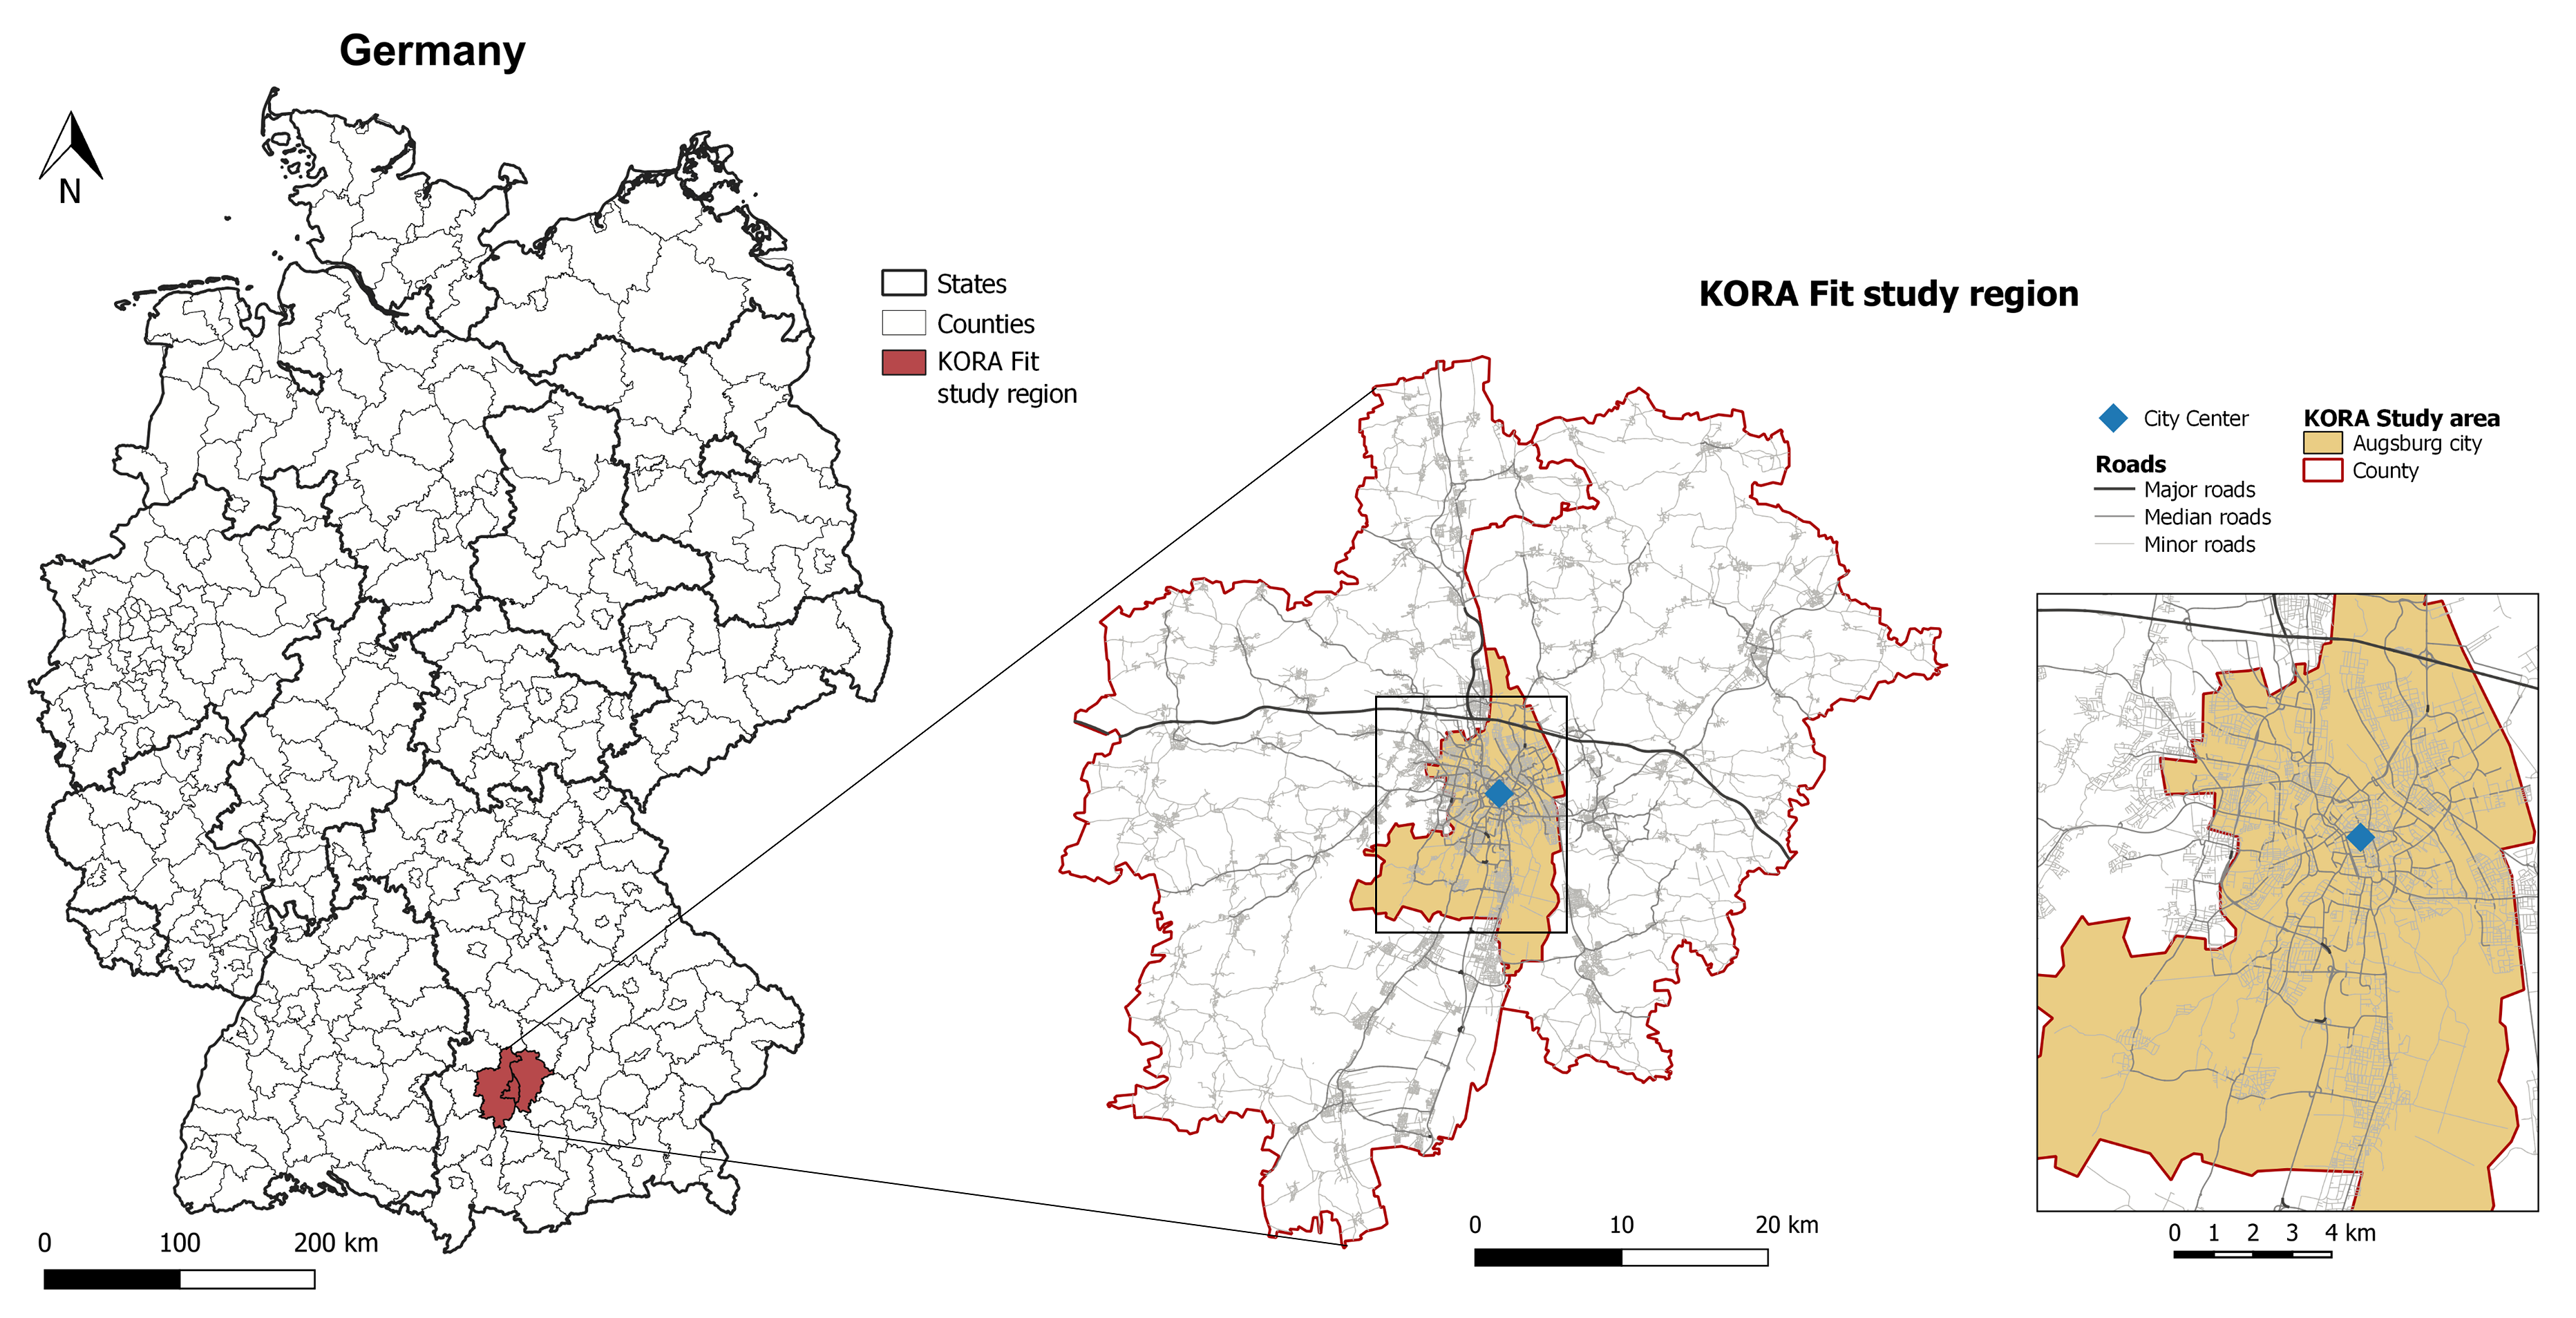 Germany
N
States
Counties
KORA Fit
study region
0 100 200 km
KORA Fit study region
City Center
Roads
Major roads
Median roads
Minor roads
KORA Study area
Augsburg city
County
0 10 20 km
0 1 2 3 4 km